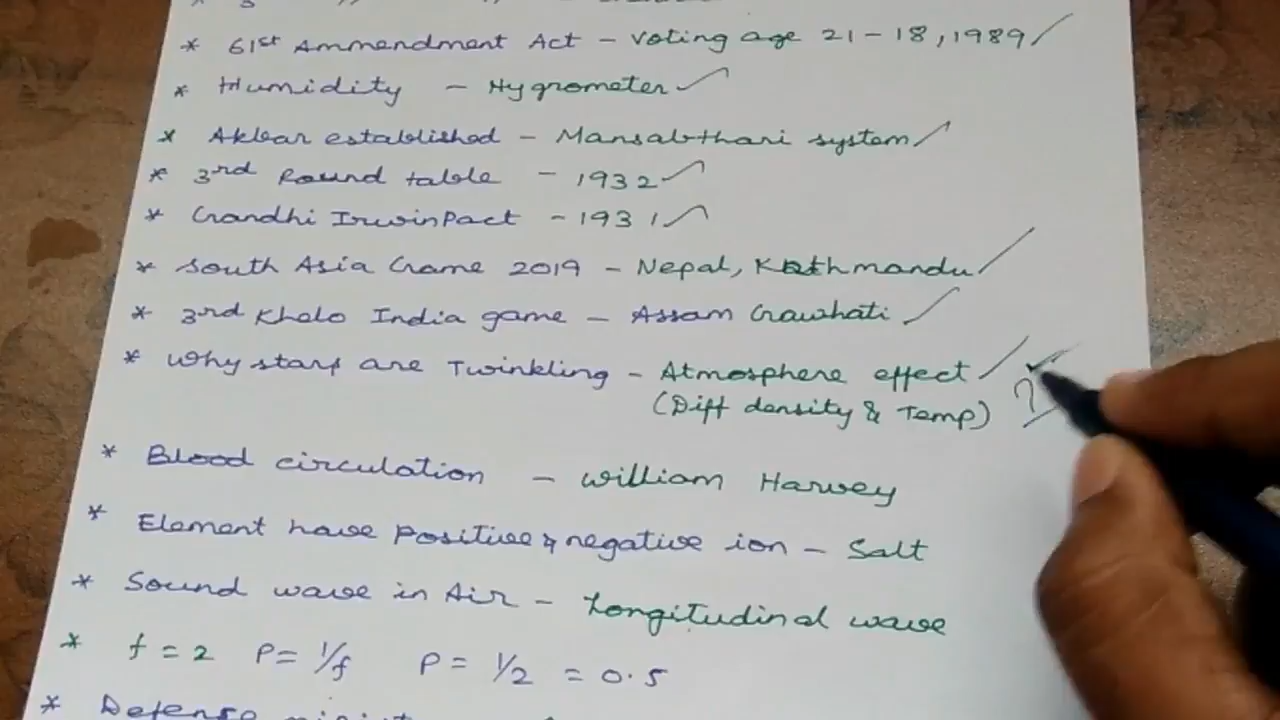 * 61st Ammendment Act - Voting age 21-18, 1989
* Humidity - Hygrometer
* Akbar established - Mansabthari system
* 3rd Round table - 1932
* Gandhi Irwin Pact - 1931
* South Asia Game 2019 - Nepal, Kathmandu
* 3rd Khelo India game - Assam Gawhati
* Why stars are Twinkling - Atmosphere effect
(Diff density & Temp)
* Blood circulation - William Harvey
* Element have positive & negative ion - Salt
* Sound wave in Air - Longitudinal wave
* f = 2 P = 1/f P = 1/2 = 0.5
* Defense